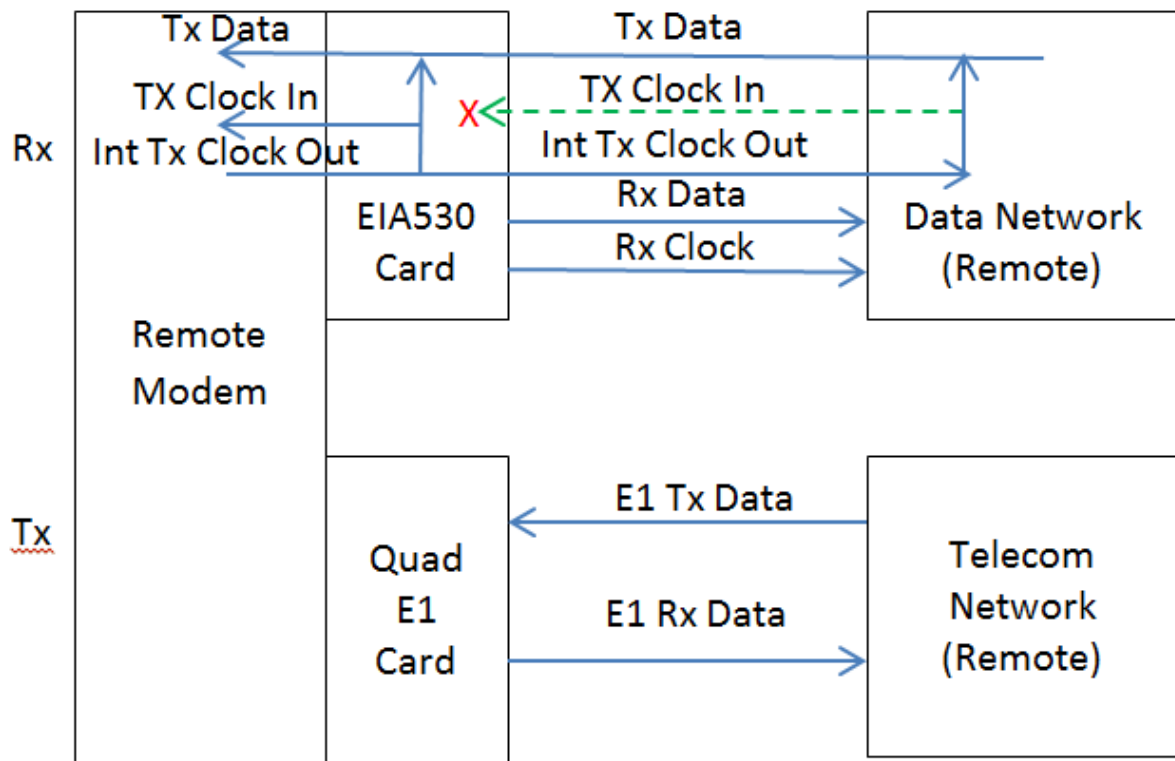 Tx Data
Tx Data
TX Clock In
TX Clock In
X
Rx
Int Tx Clock Out
Int Tx Clock Out
Rx Data
EIA530
Card
Rx Clock
Data Network
(Remote)
Remote
Modem
Tx
E1 Tx Data
Quad
E1
Card
E1 Rx Data
Telecom
Network
(Remote)